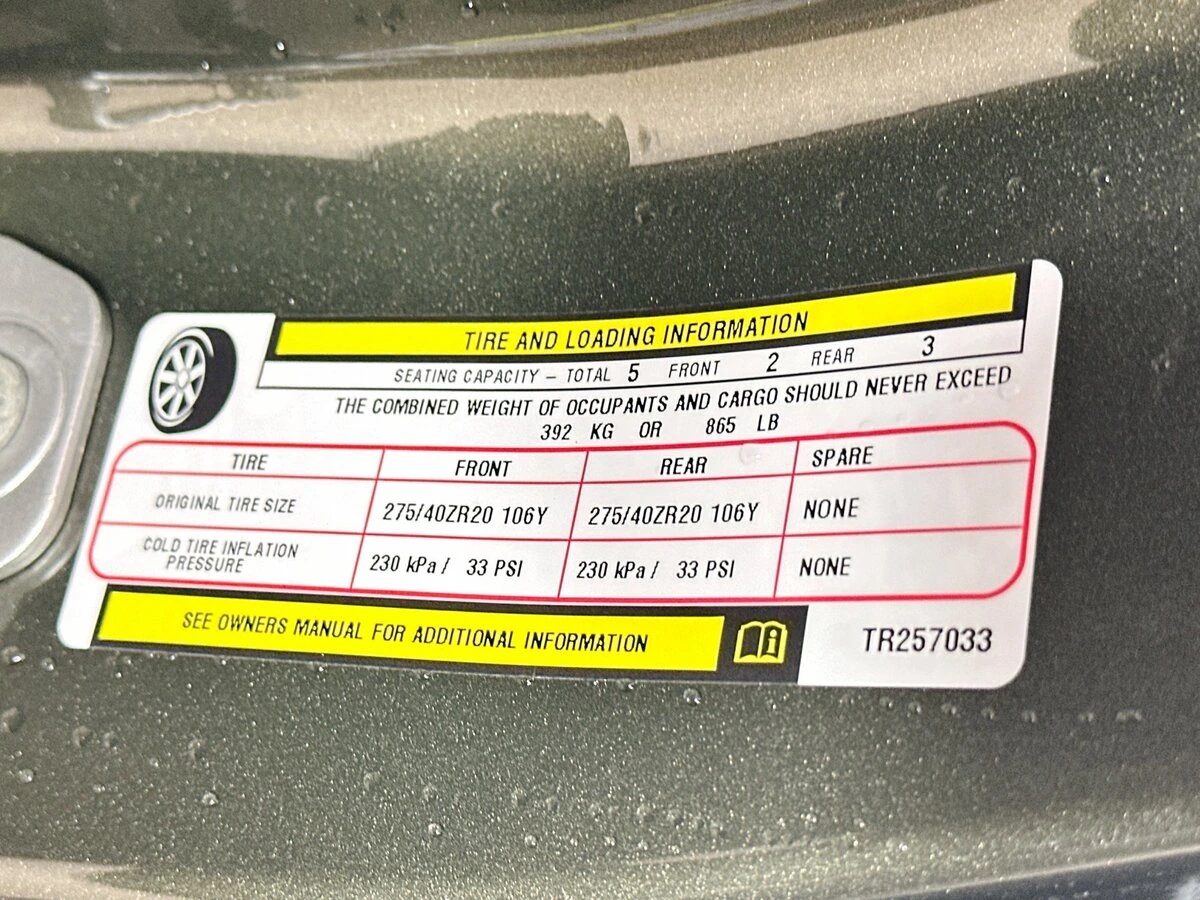 TIRE AND LOADING INFORMATION
SEATING CAPACITY – TOTAL 5 FRONT 2 REAR 3
THE COMBINED WEIGHT OF OCCUPANTS AND CARGO SHOULD NEVER EXCEED
392 KG OR 865 LB
TIRE FRONT REAR SPARE
ORIGINAL TIRE SIZE 275/40ZR20 106Y 275/40ZR20 106Y NONE
COLD TIRE INFLATION
PRESSURE 230 kPa / 33 PSI 230 kPa / 33 PSI NONE
SEE OWNERS MANUAL FOR ADDITIONAL INFORMATION
TR257033